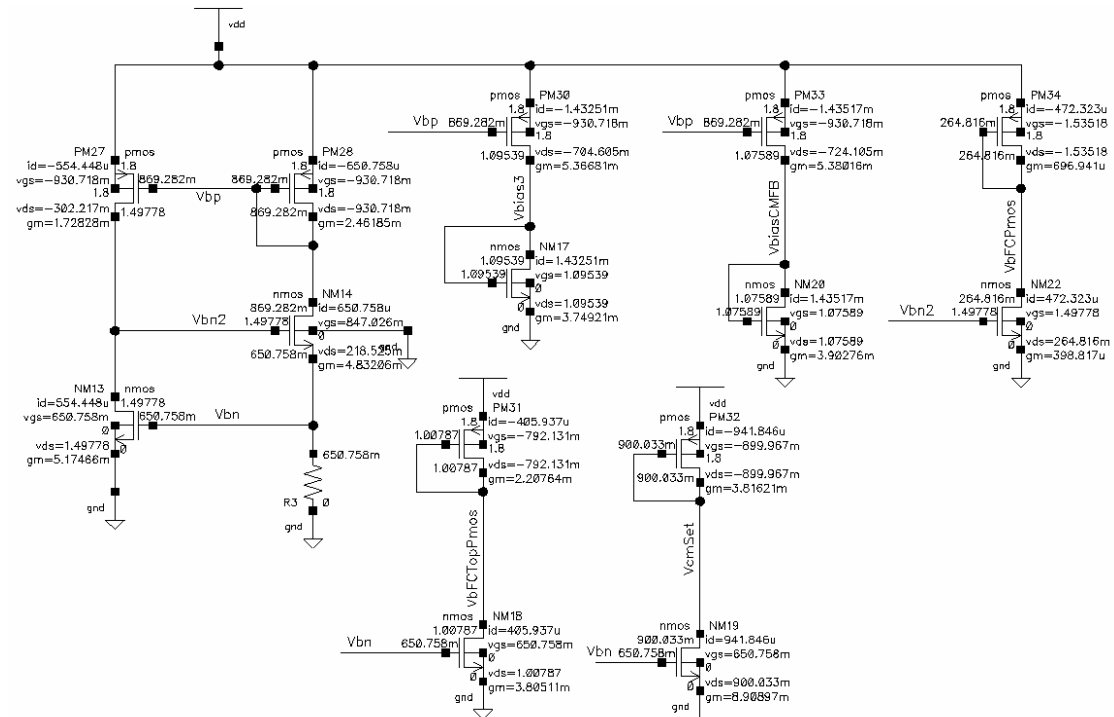 vdd
PM27
pmos
id=-554.448u
1.8
vgs=-930.718m
1.8
869.282m
vds=-302.217m
1.49778
gm=1.72828m
Vbp
pmos
PM28
1.8
id=-650.758u
869.282m
vgs=-930.718m
1.8
869.282m
vds=-930.718m
gm=2.46185m
Vbn2
nmos
NM14
869.282m
id=650.758u
1.49778
vgs=847.026m
0
650.758m
vds=218.525m
gm=4.83206m
gnd
NM13
nmos
id=554.448u
1.49778
vgs=650.758m
650.758m
0
vds=1.49778
0
gm=5.17466m
gnd
Vbn
650.758m
R3
0
gnd
Vbp
pmos
PM30
1.8
id=-1.43251m
869.282m
vgs=-930.718m
1.8
1.09539
vds=-704.605m
gm=5.36681m
Vbias3
nmos
NM17
1.09539
id=1.43251m
1.09539
vgs=1.09539
0
0
vds=1.09539
gm=3.74921m
gnd
Vbp
pmos
PM33
1.8
id=-1.43517m
869.282m
vgs=-930.718m
1.8
1.07589
vds=-724.105m
gm=5.38016m
VbiasCMFB
nmos
NM20
1.07589
id=1.43517m
1.07589
vgs=1.07589
0
0
vds=1.07589
gm=3.90276m
gnd
pmos
PM34
1.8
id=-472.323u
264.816m
vgs=-1.53518
1.8
264.816m
vds=-1.53518
gm=696.941u
VbFCPmos
nmos
NM22
264.816m
id=472.323u
Vbn2
1.49778
vgs=1.49778
0
0
vds=264.816m
gm=398.817u
gnd
vdd
pmos
PM31
1.8
id=-405.937u
1.00787
vgs=-792.131m
1.8
1.00787
vds=-792.131m
gm=2.20764m
VbFCTopPmos
nmos
NM18
1.00787
id=405.937u
Vbn
650.758m
vgs=650.758m
0
0
vds=1.00787
gm=3.80511m
gnd
vdd
pmos
PM32
1.8
id=-941.846u
900.033m
vgs=-899.967m
1.8
900.033m
vds=-899.967m
gm=3.81621m
VcmSet
nmos
NM19
900.033m
id=941.846u
Vbn
650.758m
vgs=650.758m
0
0
vds=900.033m
gm=8.90897m
gnd